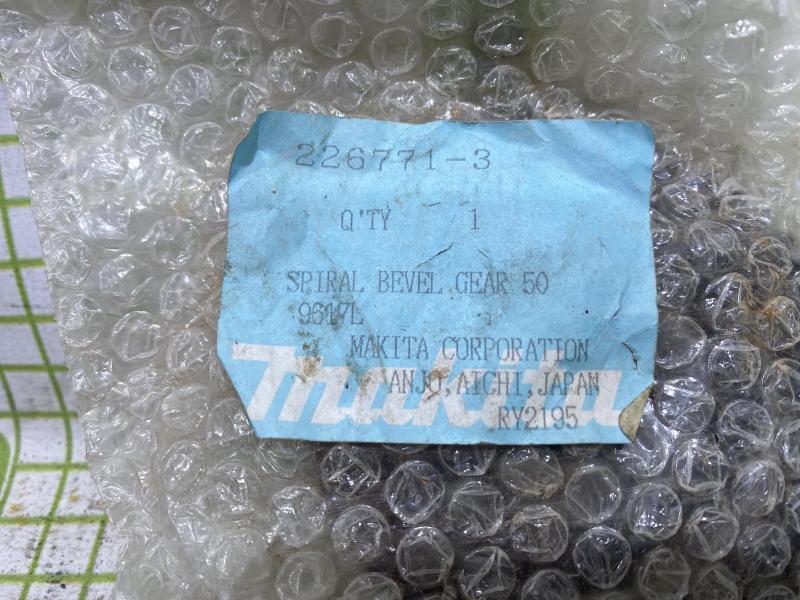 226771-3
Q'TY 1
SPIRAL BEVEL GEAR 50
9617L
MAKITA CORPORATION
ANJO, AICHI, JAPAN
RY2195
makita